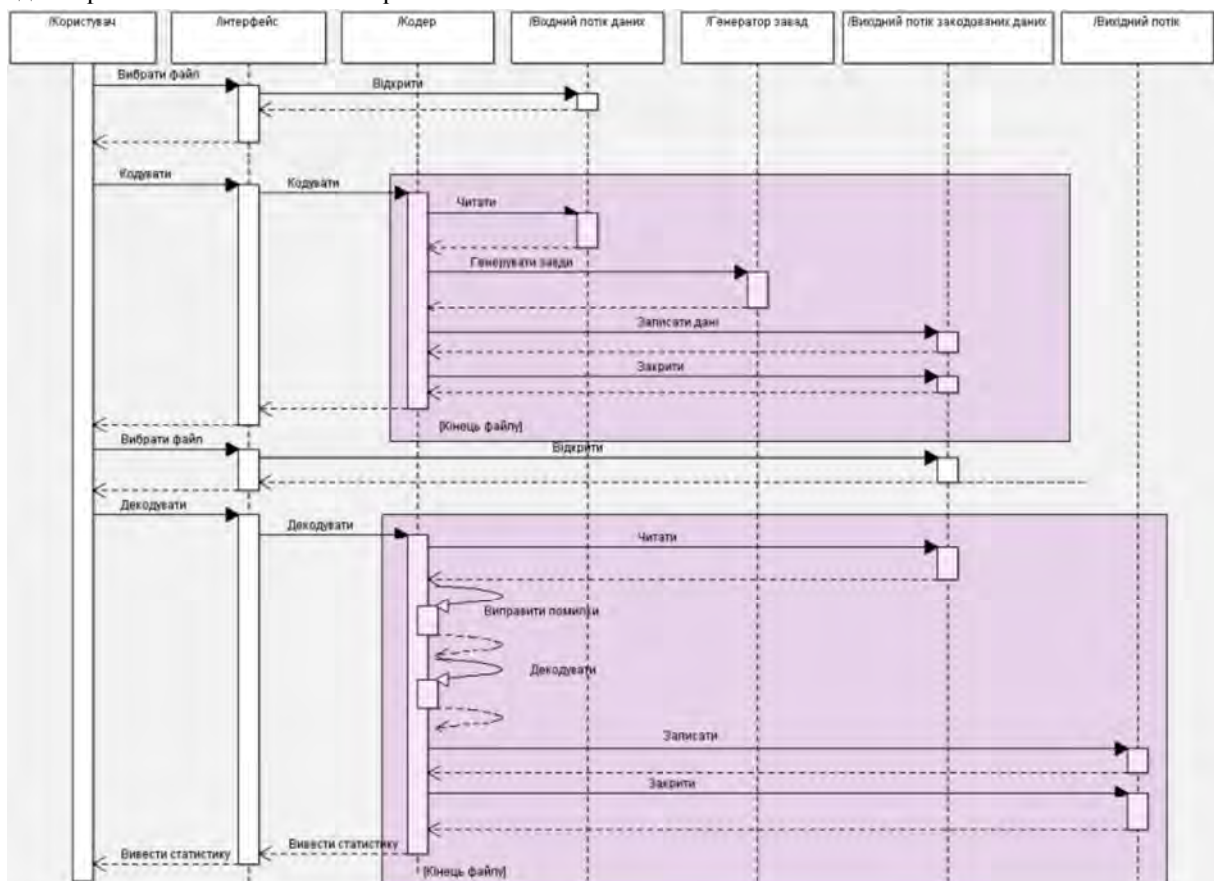 /Користувач
/Інтерфейс
/Кодер
/Вхідний потік даних
/Генератор завад
/Вихідний потік закодованих даних
/Вихідний потік
Вибрати файл
Відкрити
Кодувати
Кодувати
Читати
Генерувати завди
Записати дані
Закрити
[Кінець файлу]
Вибрати файл
Відкрити
Декодувати
Декодувати
Читати
Виправити помилки
Декодувати
Записати
Закрити
Вивести статистику
Вивести статистику
[Кінець файлу]